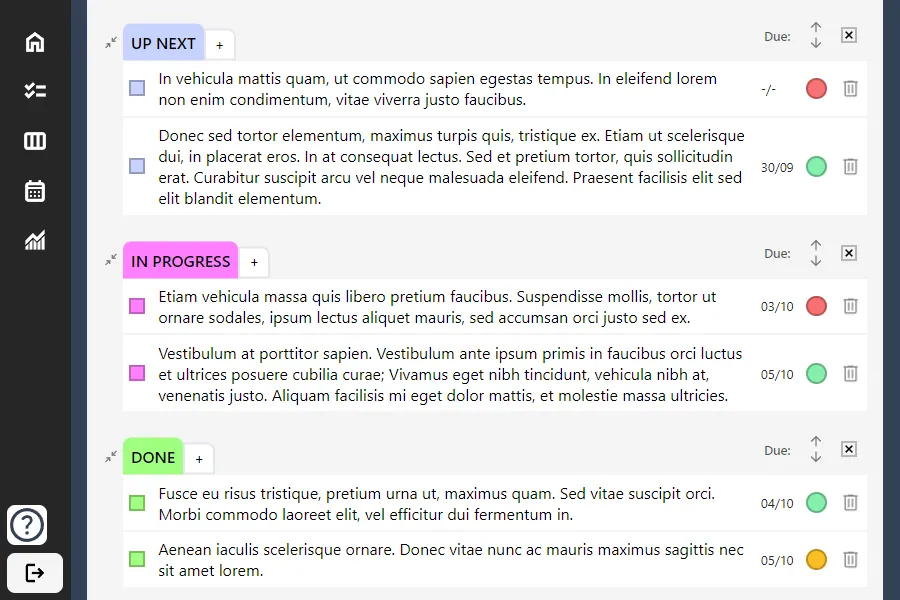 UP NEXT +
Due:
In vehicula mattis quam, ut commodo sapien egestas tempus. In eleifend lorem
non enim condimentum, vitae viverra justo faucibus.
-/-
Donec sed tortor elementum, maximus turpis quis, tristique ex. Etiam ut scelerisque
dui, in placerat eros. In at consequat lectus. Sed et pretium tortor, quis sollicitudin
erat. Curabitur suscipit arcu vel neque malesuada eleifend. Praesent facilisis elit sed
elit blandit elementum.
30/09
IN PROGRESS +
Due:
Etiam vehicula massa quis libero pretium faucibus. Suspendisse mollis, tortor ut
ornare sodales, ipsum lectus aliquet mauris, sed accumsan orci justo sed ex.
03/10
Vestibulum at porttitor sapien. Vestibulum ante ipsum primis in faucibus orci luctus
et ultrices posuere cubilia curae; Vivamus eget nibh tincidunt, vehicula nibh at,
venenatis justo. Aliquam facilisis mi eget dolor mattis, et molestie massa ultricies.
05/10
DONE +
Due:
Fusce eu risus tristique, pretium urna ut, maximus quam. Sed vitae suscipit orci.
Morbi commodo laoreet elit, vel efficitur dui fermentum in.
04/10
Aenean iaculis scelerisque ornare. Donec vitae nunc ac mauris maximus sagittis nec
sit amet lorem.
05/10
?